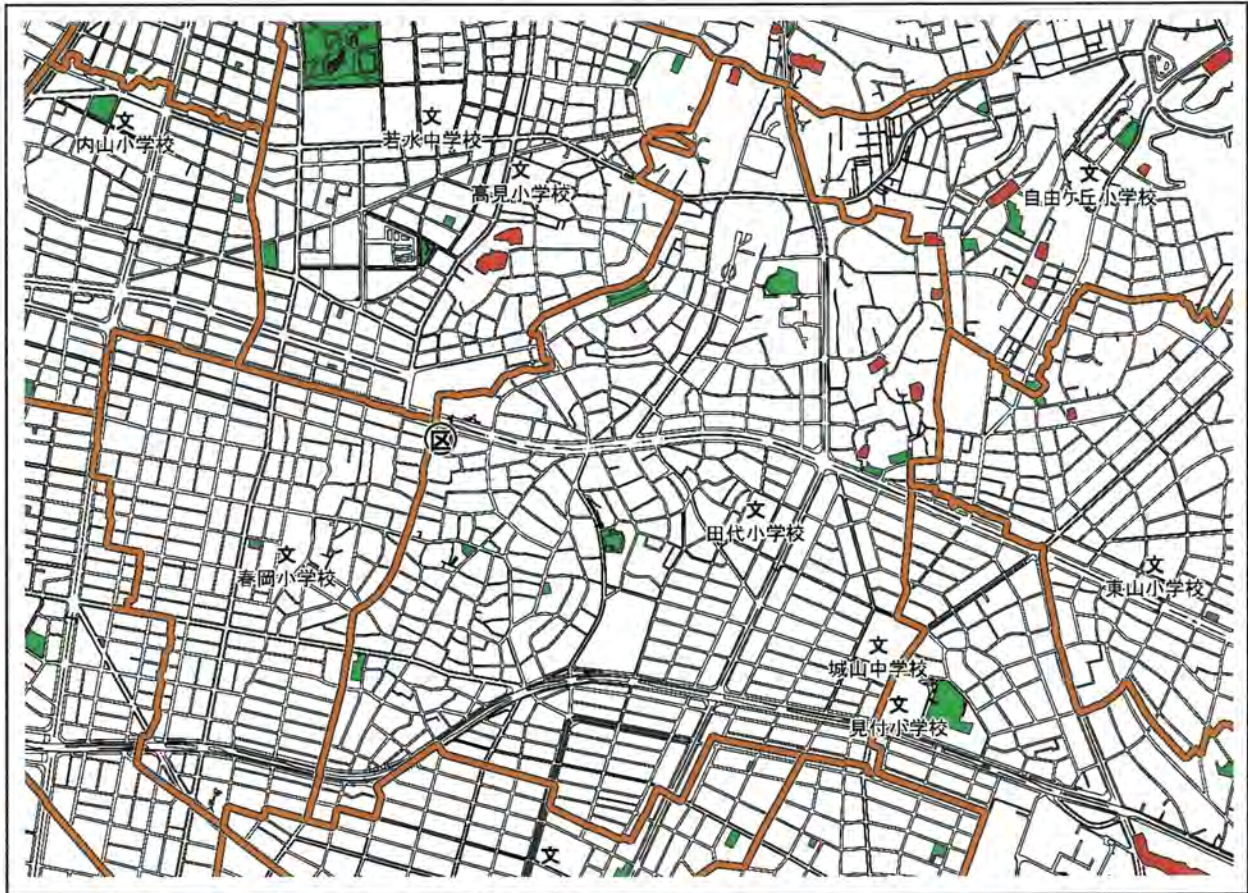 文
内山小学校
文
若水中学校
文
高見小学校
文
自由ケ丘小学校
区
文
田代小学校
文
春岡小学校
文
東山小学校
文
城山中学校
文
見付小学校
文